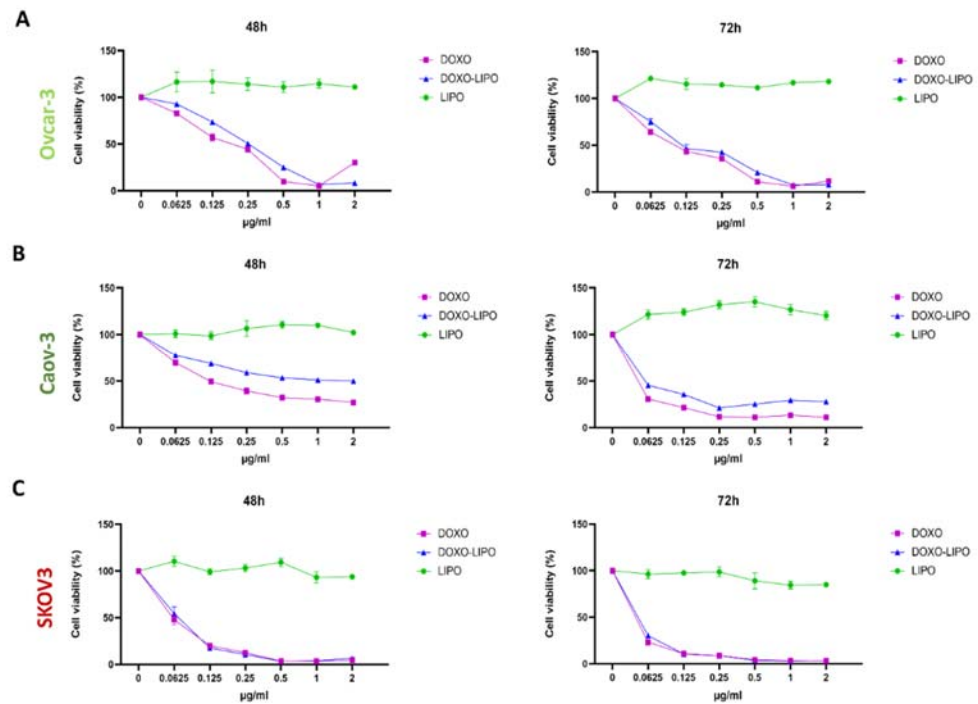 A
48h
150
100
50
0
Cell viability (%)
0 0.0625 0.125 0.25 0.5 1 2
µg/ml
DOXO
DOXO-LIPO
LIPO
72h
150
100
50
0
Cell viability (%)
0 0.0625 0.125 0.25 0.5 1 2
µg/ml
DOXO
DOXO-LIPO
LIPO
Ovcar-3
B
48h
150
100
50
0
Cell viability (%)
0 0.0625 0.125 0.25 0.5 1 2
µg/ml
DOXO
DOXO-LIPO
LIPO
72h
150
100
50
0
Cell viability (%)
0 0.0625 0.125 0.25 0.5 1 2
µg/ml
DOXO
DOXO-LIPO
LIPO
Caov-3
C
48h
150
100
50
0
Cell viability (%)
0 0.0625 0.125 0.25 0.5 1 2
µg/ml
DOXO
DOXO-LIPO
LIPO
72h
150
100
50
0
Cell viability (%)
0 0.0625 0.125 0.25 0.5 1 2
µg/ml
DOXO
DOXO-LIPO
LIPO
SKOV3